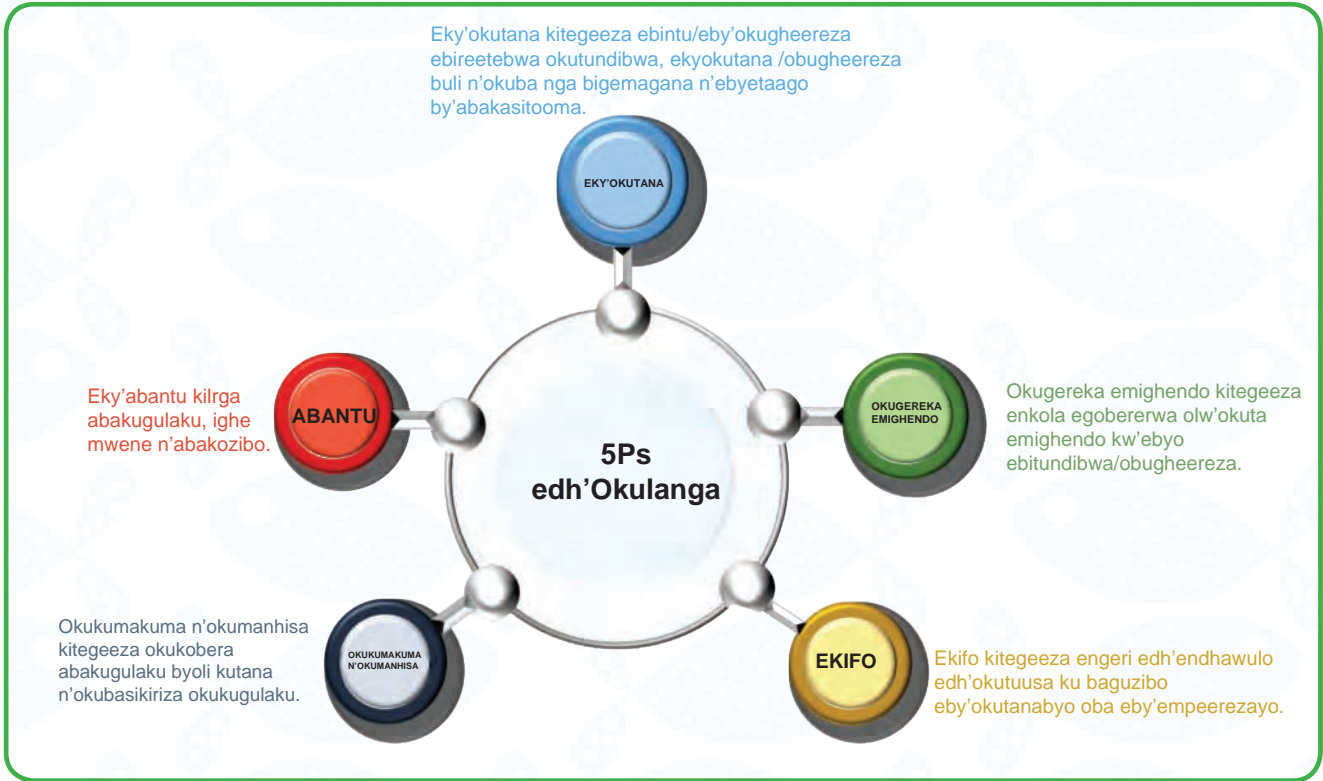 Eky'okutana kitegeeza ebintu/eby'okugheereza
ebireetebwa okutundibwa, ekyokutana /obugheereza
buli n'okuba nga bigemagana n'ebyetaago
by'abakasitooma.
EKY'OKUTANA
Eky'abantu kilrga
abakugulaku, ighe
mwene n'abakozibo.
ABANTU
5Ps
edh'Okulanga
OKUGEREKA
EMIGHENDO
Okugereka emighendo kitegeeza
enkola egobererwa olw'okuta
emighendo kw'ebyo
ebitundibwa/obugheereza.
Okukumakuma n'okumanhisa
kitegeeza okukobera
abakugulaku byoli kutana
n'okubasikiriza okukugulaku.
OKUKUMAKUMA
N'OKUMANHISA
EKIFO
Ekifo kitegeeza engeri edh'endhawulo
edh'okutuusa ku baguzibo
eby'okutanabyo oba eby'empeerezayo.